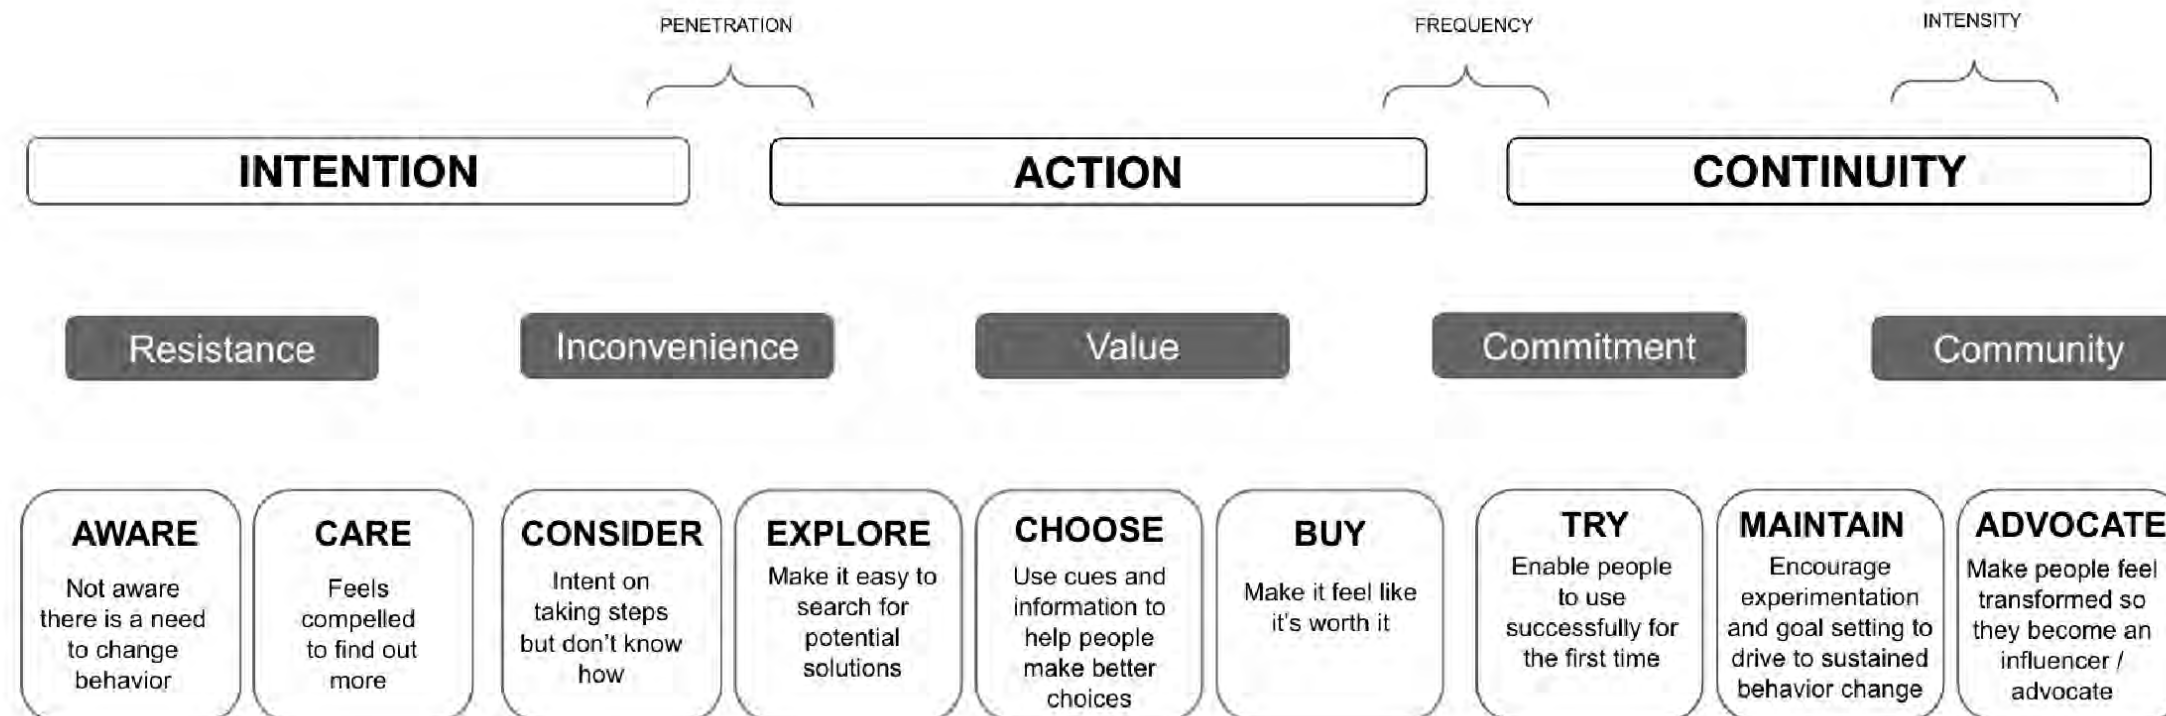 PENETRATION
FREQUENCY
INTENSITY
INTENTION
ACTION
CONTINUITY
Resistance
Inconvenience
Value
Commitment
Community
AWARE
Not aware
there is a need
to change
behavior
CARE
Feels
compelled
to find out
more
CONSIDER
Intent on
taking steps
but don't know
how
EXPLORE
Make it easy to
search for
potential
solutions
CHOOSE
Use cues and
information to
help people
make better
choices
BUY
Make it feel like
it's worth it
TRY
Enable people
to use
successfully for
the first time
MAINTAIN
Encourage
experimentation
and goal setting to
drive to sustained
behavior change
ADVOCATE
Make people feel
transformed so
they become an
influencer /
advocate